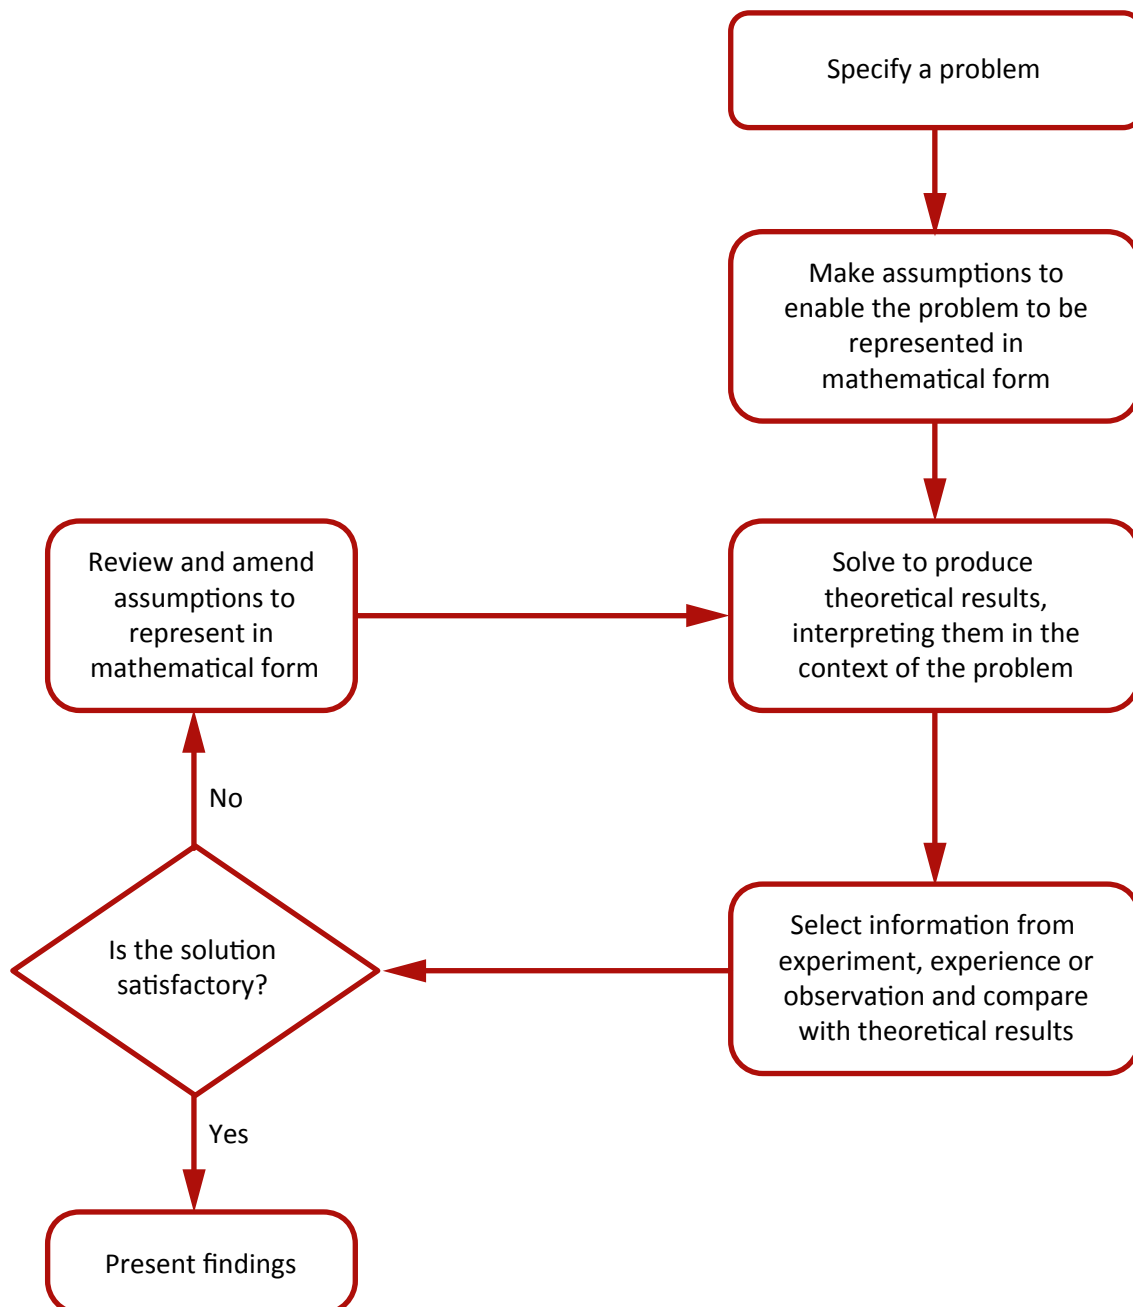 Specify a problem
Make assumptions to
enable the problem to be
represented in
mathematical form
Solve to produce
theoretical results,
interpreting them in the
context of the problem
Select information from
experiment, experience or
observation and compare
with theoretical results
Is the solution
satisfactory?
No
Review and amend
assumptions to
represent in
mathematical form
Yes
Present findings